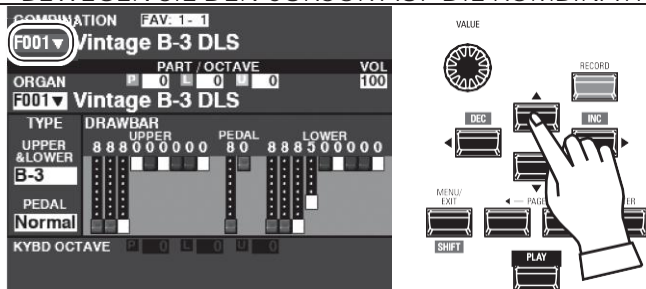 COMBINATION FAV: 1- 1
F001▼ Vintage B-3 DLS
PART / OCTAVE VOL
ORGAN P 0 L 0 U 0 100
F001▼ Vintage B-3 DLS
TYPE DRAWBAR
UPPER PEDAL LOWER
UPPER & LOWER
888000000 80 888500000
B-3
PEDAL
Normal
KYBD OCTAVE P 0 L 0 U 0
VALUE
RECORD
▲
DEC INC
◀ ▶
▼
MENU/
EXIT ◀ — PAGE
SHIFT PLAY